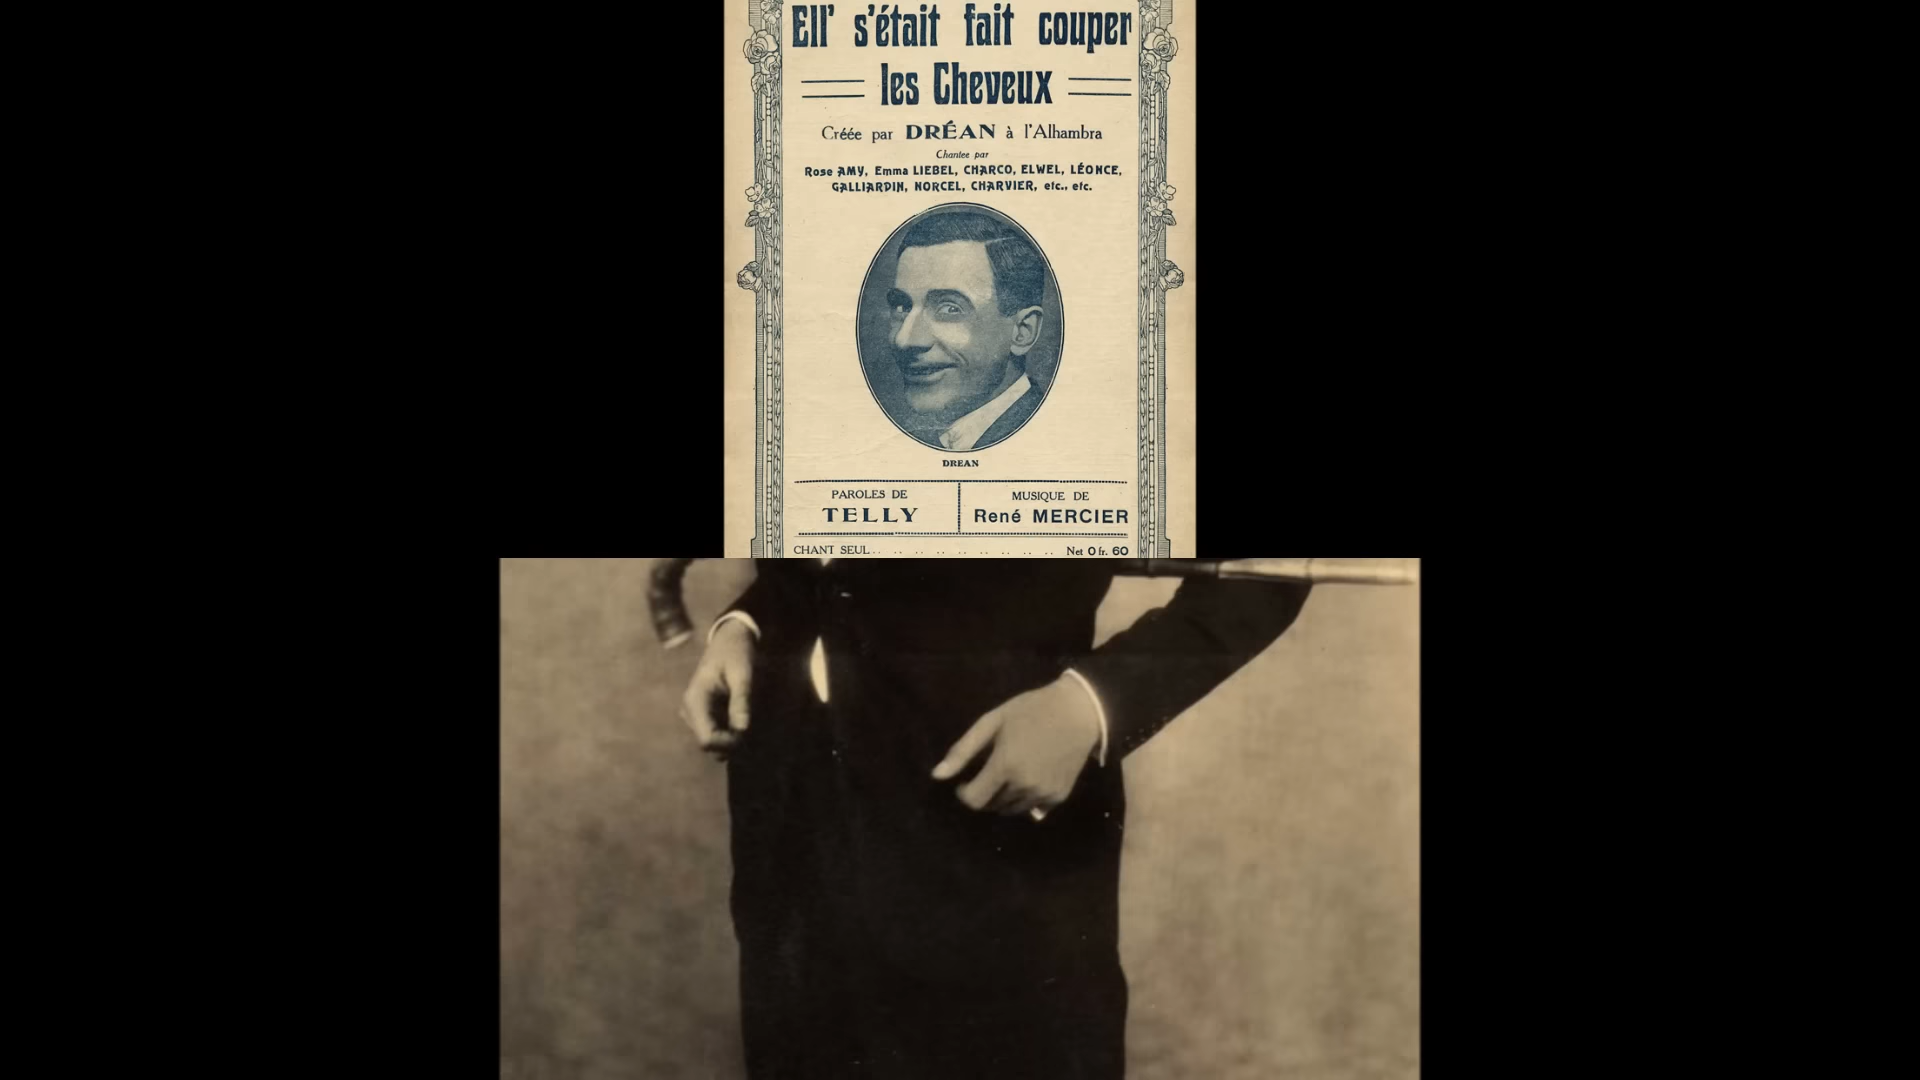 Ell' s'était fait couper
les Cheveux
Créée par DRÉAN à l'Alhambra
Chantée par
Rose AMY, Emma LIEBEL, CHARCO, ELWEL, LÉONCE,
GALLIARDIN, NORCEL, CHARVIER, etc., etc.
DREAN
PAROLES DE
TELLY
MUSIQUE DE
René MERCIER
CHANT SEUL.. .. .. .. .. .. .. .. .. Net 0 fr. 60